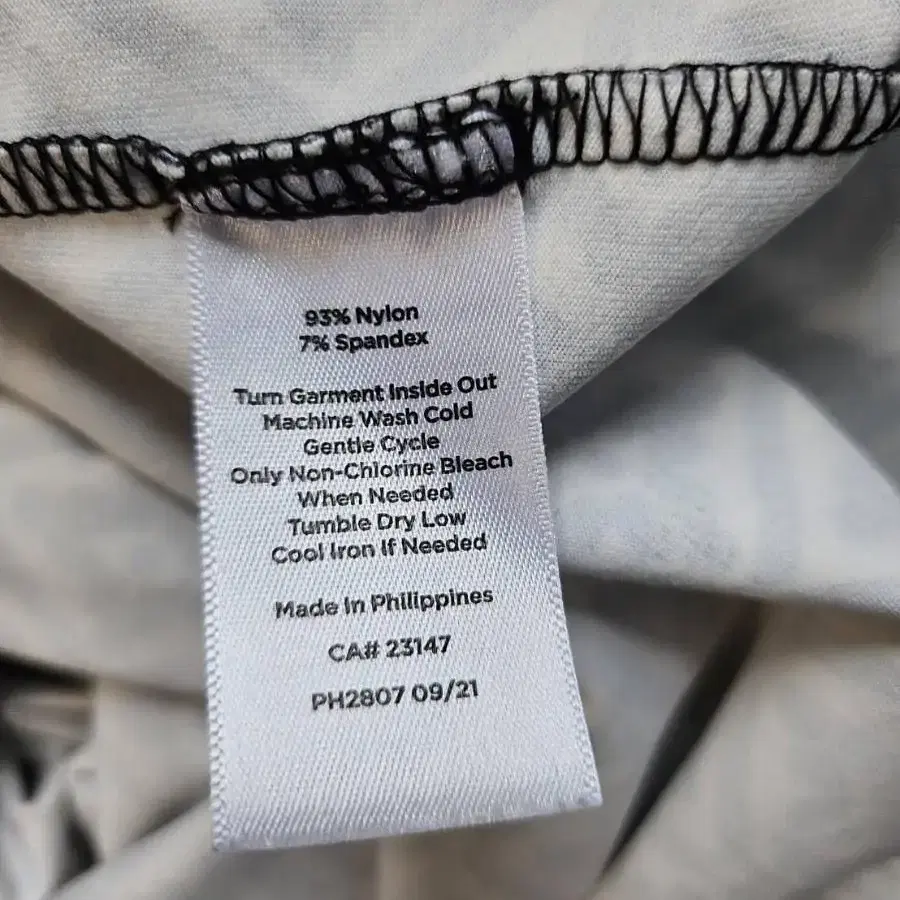 93% Nylon
7% Spandex
Turn Garment Inside Out
Machine Wash Cold
Gentle Cycle
Only Non-Chlorine Bleach
When Needed
Tumble Dry Low
Cool Iron If Needed
Made In Philippines
CA# 23147
PH2807 09/21